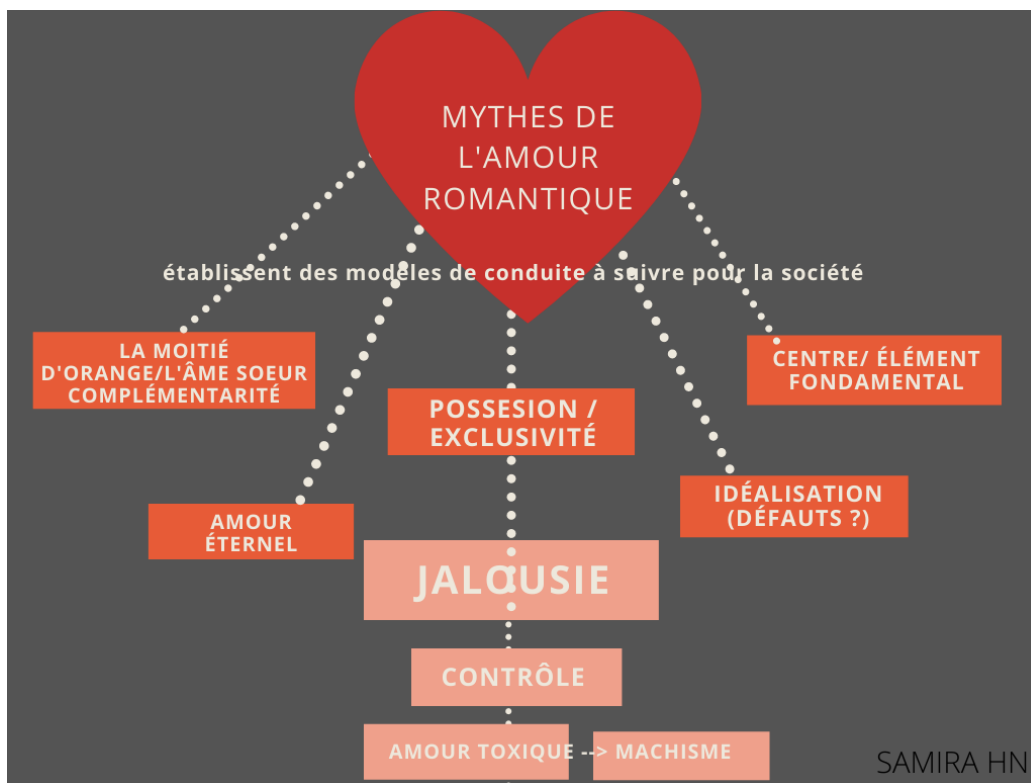 MYTHES DE
L'AMOUR
ROMANTIQUE
établissent des modèles de conduite à suivre pour la société
LA MOITIÉ
D'ORANGE/L'ÂME SOEUR
COMPLÉMENTARITÉ
CENTRE/ ÉLÉMENT
FONDAMENTAL
POSSESION /
EXCLUSIVITÉ
AMOUR
ÉTERNEL
IDÉALISATION
(DÉFAUTS ?)
JALOUSIE
CONTRÔLE
AMOUR TOXIQUE --> MACHISME
SAMIRA HN